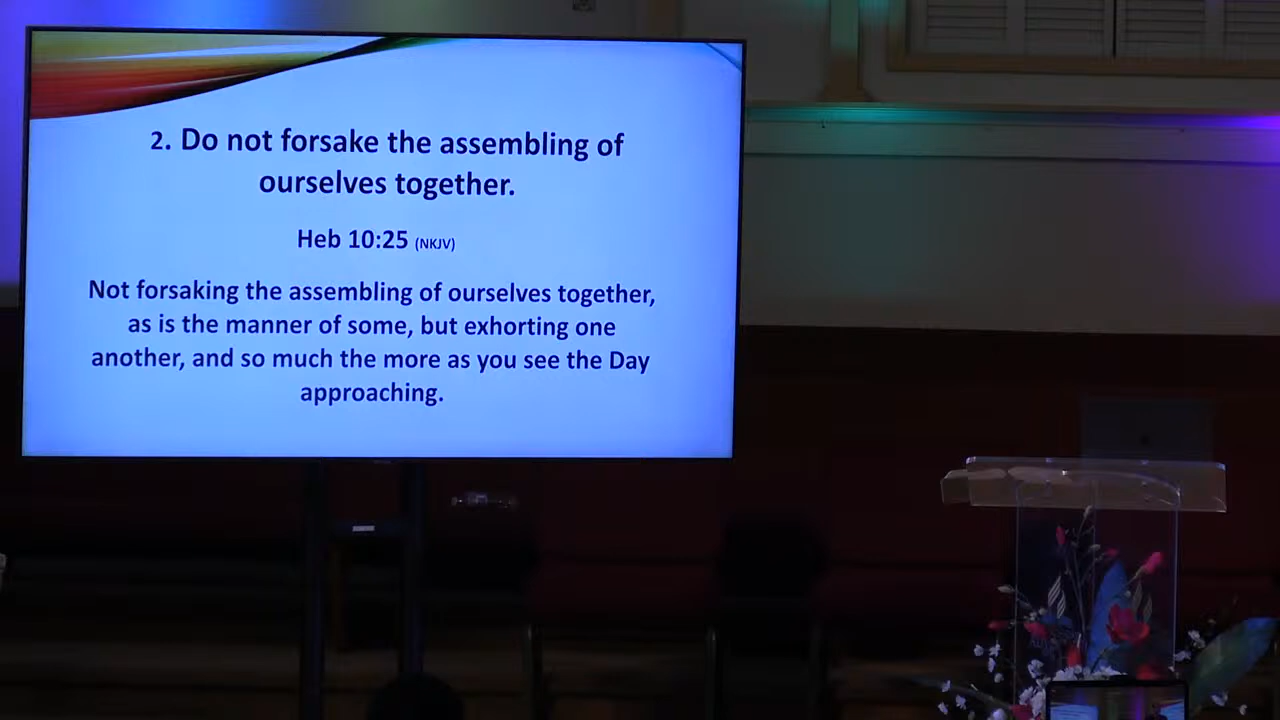 2. Do not forsake the assembling of
ourselves together.
Heb 10:25 (NKJV)
Not forsaking the assembling of ourselves together,
as is the manner of some, but exhorting one
another, and so much the more as you see the Day
approaching.